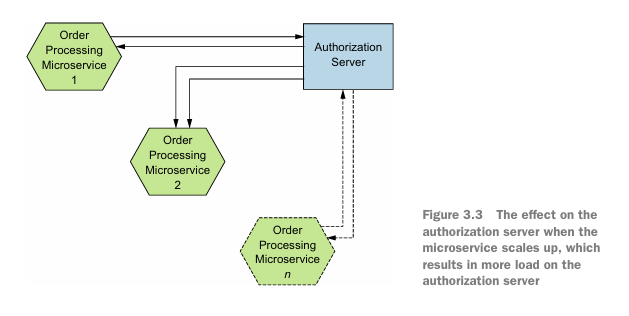 Order
Processing
Microservice
1
Authorization
Server
Order
Processing
Microservice
2
Order
Processing
Microservice
n
Figure 3.3 The effect on the
authorization server when the
microservice scales up, which
results in more load on the
authorization server